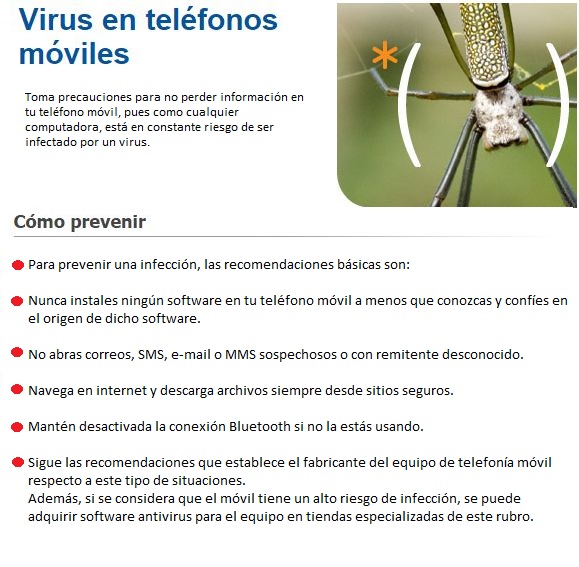 Virus en teléfonos
móviles
Toma precauciones para no perder información en
tu teléfono móvil, pues como cualquier
computadora, está en constante riesgo de ser
infectado por un virus.
Cómo prevenir
Para prevenir una infección, las recomendaciones básicas son:
Nunca instales ningún software en tu teléfono móvil a menos que conozcas y confíes en
el origen de dicho software.
No abras correos, SMS, e-mail o MMS sospechosos o con remitente desconocido.
Navega en internet y descarga archivos siempre desde sitios seguros.
Mantén desactivada la conexión Bluetooth si no la estás usando.
Sigue las recomendaciones que establece el fabricante del equipo de telefonía móvil
respecto a este tipo de situaciones.
Además, si se considera que el móvil tiene un alto riesgo de infección, se puede
adquirir software antivirus para el equipo en tiendas especializadas de este rubro.